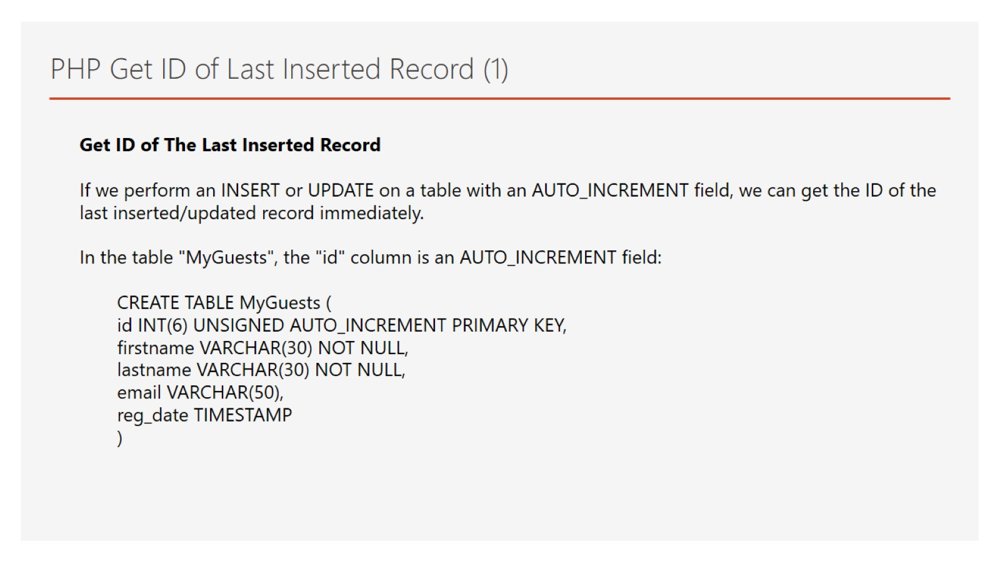 PHP Get ID of Last Inserted Record (1)
Get ID of The Last Inserted Record
If we perform an INSERT or UPDATE on a table with an AUTO_INCREMENT field, we can get the ID of the
last inserted/updated record immediately.
In the table "MyGuests", the "id" column is an AUTO_INCREMENT field:
CREATE TABLE MyGuests (
id INT(6) UNSIGNED AUTO_INCREMENT PRIMARY KEY,
firstname VARCHAR(30) NOT NULL,
lastname VARCHAR(30) NOT NULL,
email VARCHAR(50),
reg_date TIMESTAMP
)